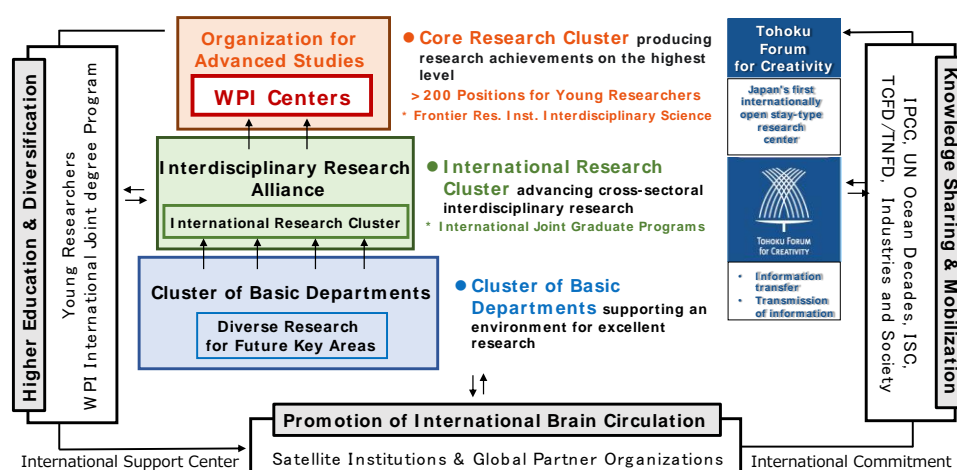 Higher Education & Diversification
Young Researchers
WPI International Joint degree Program
Organization for
Advanced Studies
WPI Centers
Interdisciplinary Research
Alliance
International Research Cluster
Cluster of Basic Departments
Diverse Research
for Future Key Areas
● Core Research Cluster producing
research achievements on the highest
level
> 200 Positions for Young Researchers
* Frontier Res. Inst. Interdisciplinary Science
● International Research
Cluster advancing cross-sectoral
interdisciplinary research
* International Joint Graduate Programs
● Cluster of Basic
Departments supporting an
environment for excellent
research
Tohoku
Forum
for Creativity
Japan's first
internationally
open stay-type
research
center
TOHOKU FORUM
FOR CREATIVITY
• Information
transfer
• Transmission
of information
IPCC, UN Ocean Decades, ISC,
TCFD/TNFD, Industries and Society
Knowledge Sharing & Mobilization
Promotion of International Brain Circulation
Satellite Institutions & Global Partner Organizations
International Support Center
International Commitment